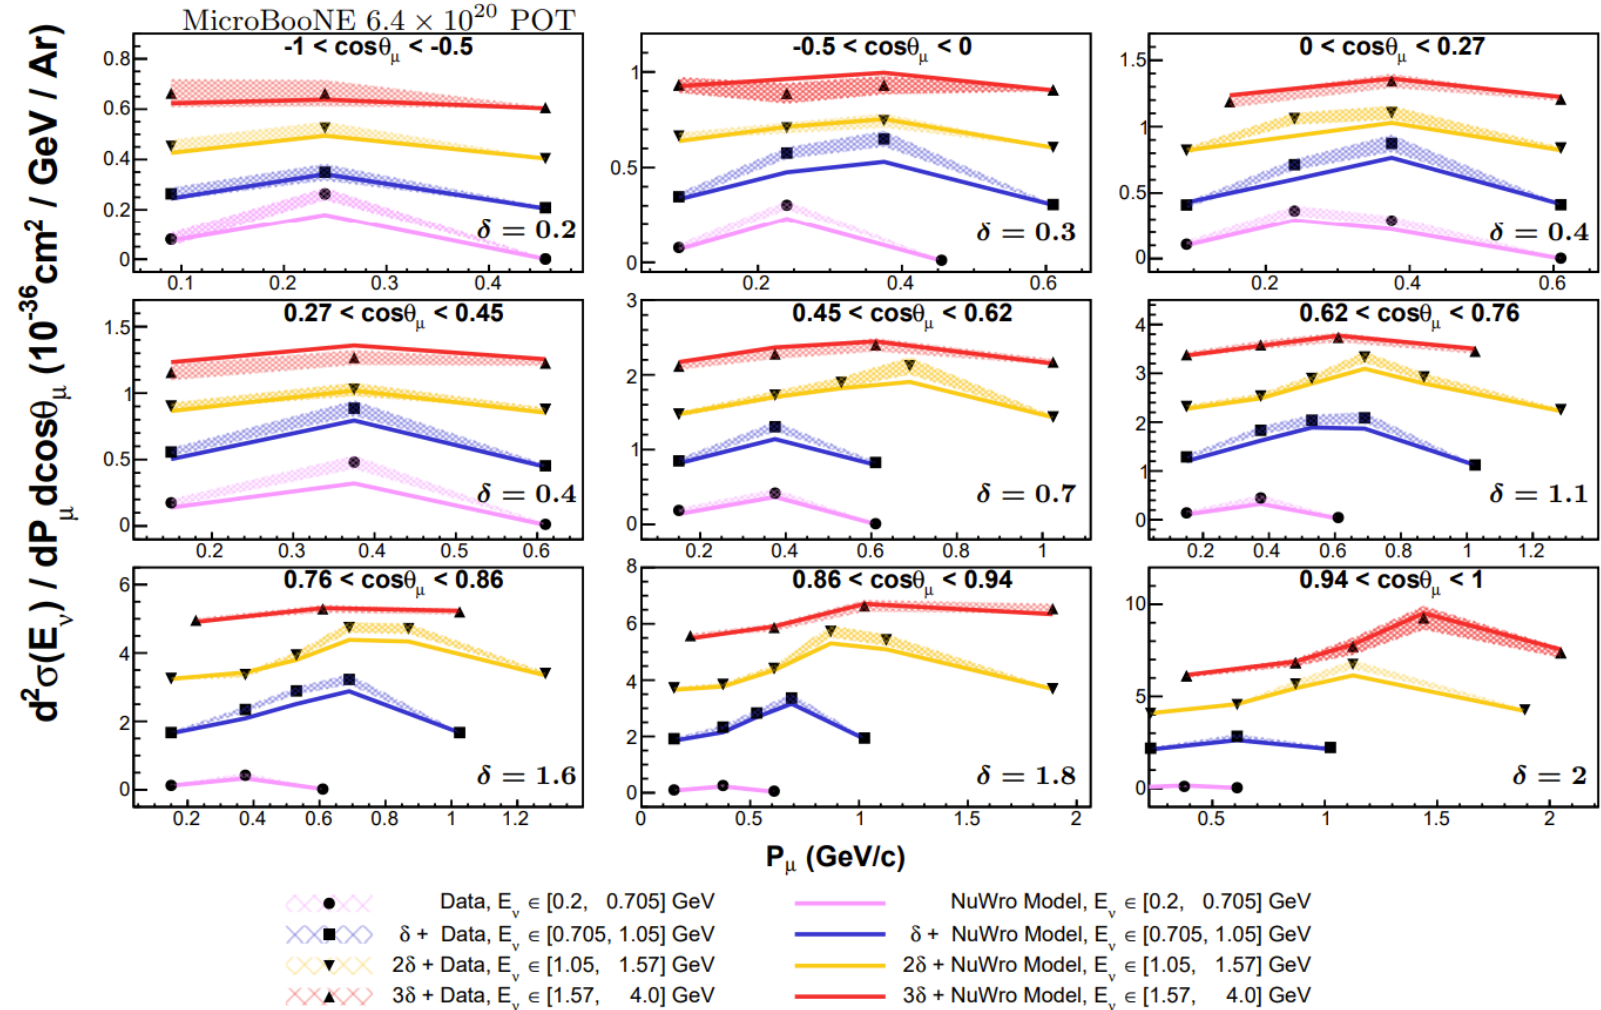 MicroBooNE 6.4 × 10²⁰ POT
d²σ(Eν) / dPμ dcosθμ (10⁻³⁶cm² / GeV / Ar)
-1 < cosθμ < -0.5
0.8
0.6
0.4
0.2
0
δ = 0.2
0.1 0.2 0.3 0.4
-0.5 < cosθμ < 0
1
0.5
0
δ = 0.3
0.2 0.4 0.6
0 < cosθμ < 0.27
1.5
1
0.5
0
δ = 0.4
0.2 0.4 0.6
0.27 < cosθμ < 0.45
1.5
1
0.5
0
δ = 0.4
0.2 0.3 0.4 0.5 0.6
0.45 < cosθμ < 0.62
3
2
1
0
δ = 0.7
0.2 0.4 0.6 0.8 1
0.62 < cosθμ < 0.76
4
3
2
1
0
δ = 1.1
0.2 0.4 0.6 0.8 1 1.2
0.76 < cosθμ < 0.86
6
4
2
0
δ = 1.6
0.2 0.4 0.6 0.8 1 1.2
0.86 < cosθμ < 0.94
8
6
4
2
0
δ = 1.8
0 0.5 1 1.5 2
0.94 < cosθμ < 1
10
5
0
δ = 2
0.5 1 1.5 2
Pμ (GeV/c)
Data, Eν ∈ [0.2, 0.705] GeV
NuWro Model, Eν ∈ [0.2, 0.705] GeV
δ + Data, Eν ∈ [0.705, 1.05] GeV
δ + NuWro Model, Eν ∈ [0.705, 1.05] GeV
2δ + Data, Eν ∈ [1.05, 1.57] GeV
2δ + NuWro Model, Eν ∈ [1.05, 1.57] GeV
3δ + Data, Eν ∈ [1.57, 4.0] GeV
3δ + NuWro Model, Eν ∈ [1.57, 4.0] GeV